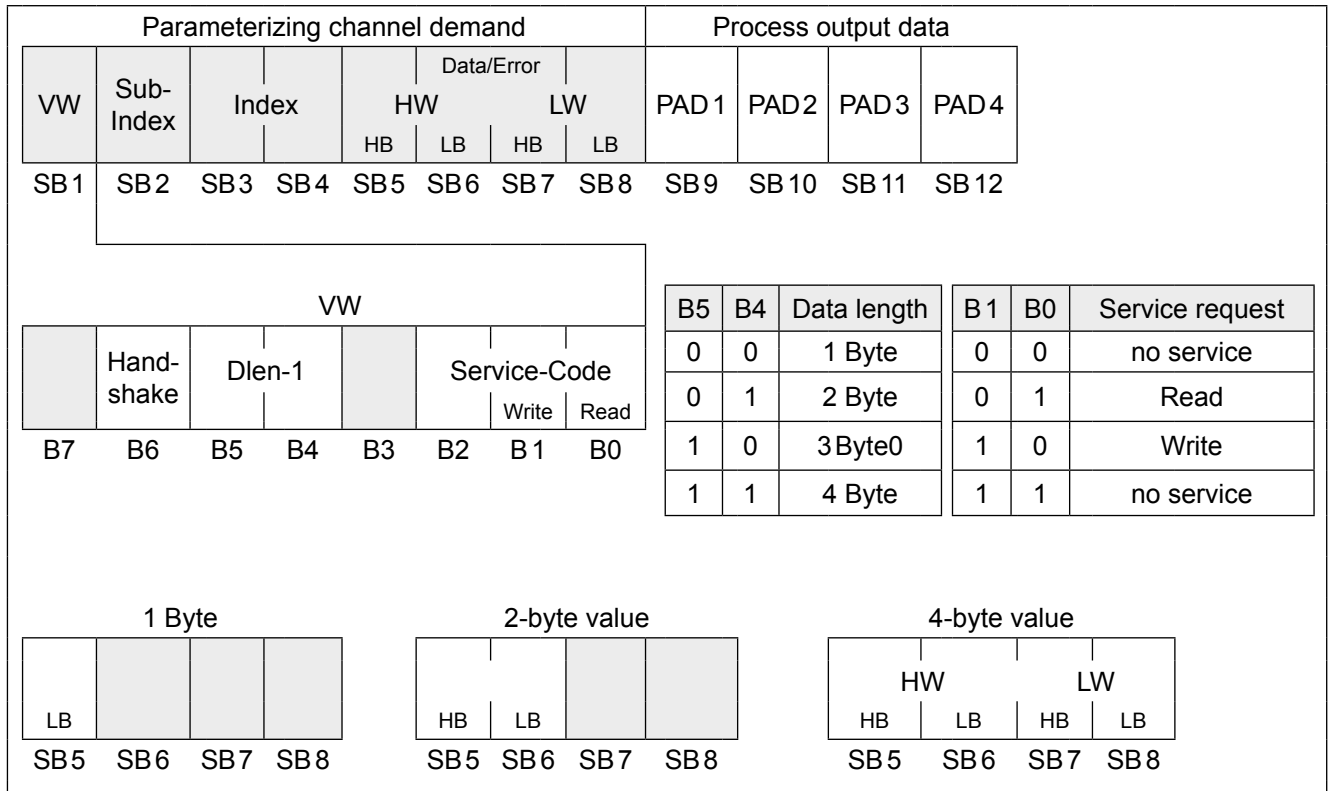 Parameterizing channel demand Process output data
Data/Error
VW Sub-Index Index HW LW PAD1 PAD2 PAD3 PAD4
HB LB HB LB
SB1 SB2 SB3 SB4 SB5 SB6 SB7 SB8 SB9 SB10 SB11 SB12
VW
Hand-shake Dlen-1 Service-Code
Write Read
B7 B6 B5 B4 B3 B2 B1 B0
B5 B4 Data length B1 B0 Service request
0 0 1 Byte 0 0 no service
0 1 2 Byte 0 1 Read
1 0 3Byte0 1 0 Write
1 1 4 Byte 1 1 no service
1 Byte 2-byte value 4-byte value
HW LW
LB HB LB HB LB HB LB
SB5 SB6 SB7 SB8 SB5 SB6 SB7 SB8 SB5 SB6 SB7 SB8